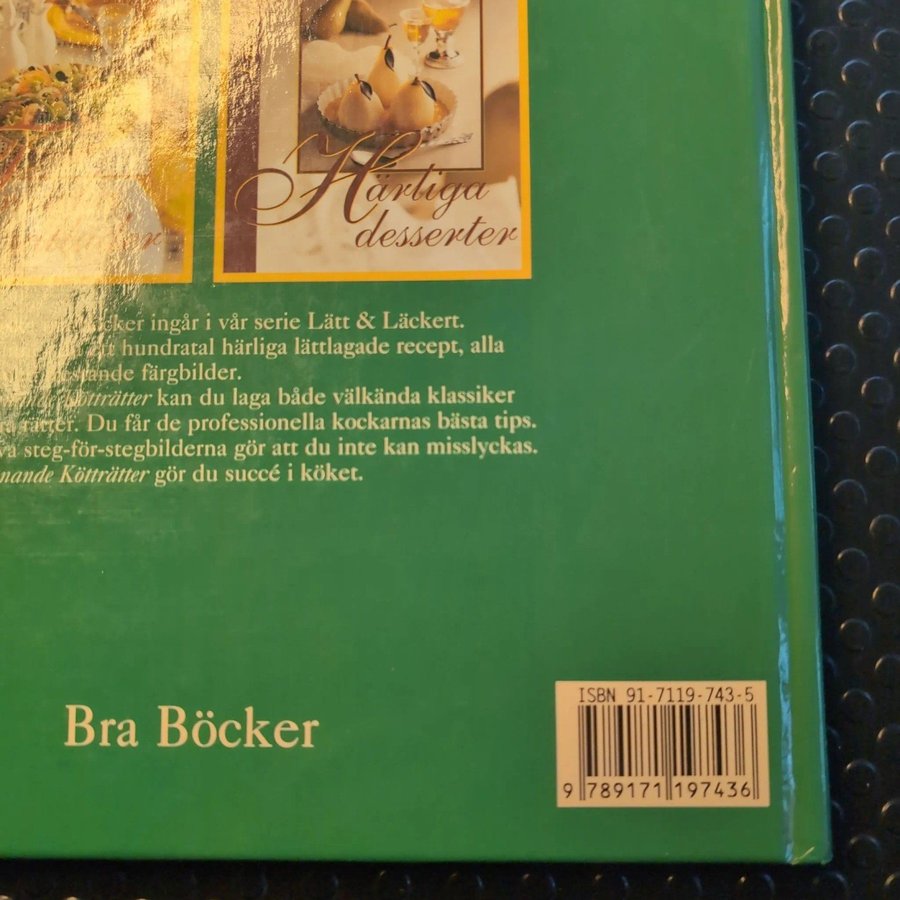 Härliga
desserter
ingår i vår serie Lätt & Läckert.
hundratal härliga lättlagade recept, alla
färgbilder.
Kötträtter kan du laga både välkända klassiker
rätter. Du får de professionella kockarnas bästa tips.
steg-för-stegbilderna gör att du inte kan misslyckas.
nande Kötträtter gör du succé i köket.
Bra Böcker
ISBN 91-7119-743-5
9 789171 197436